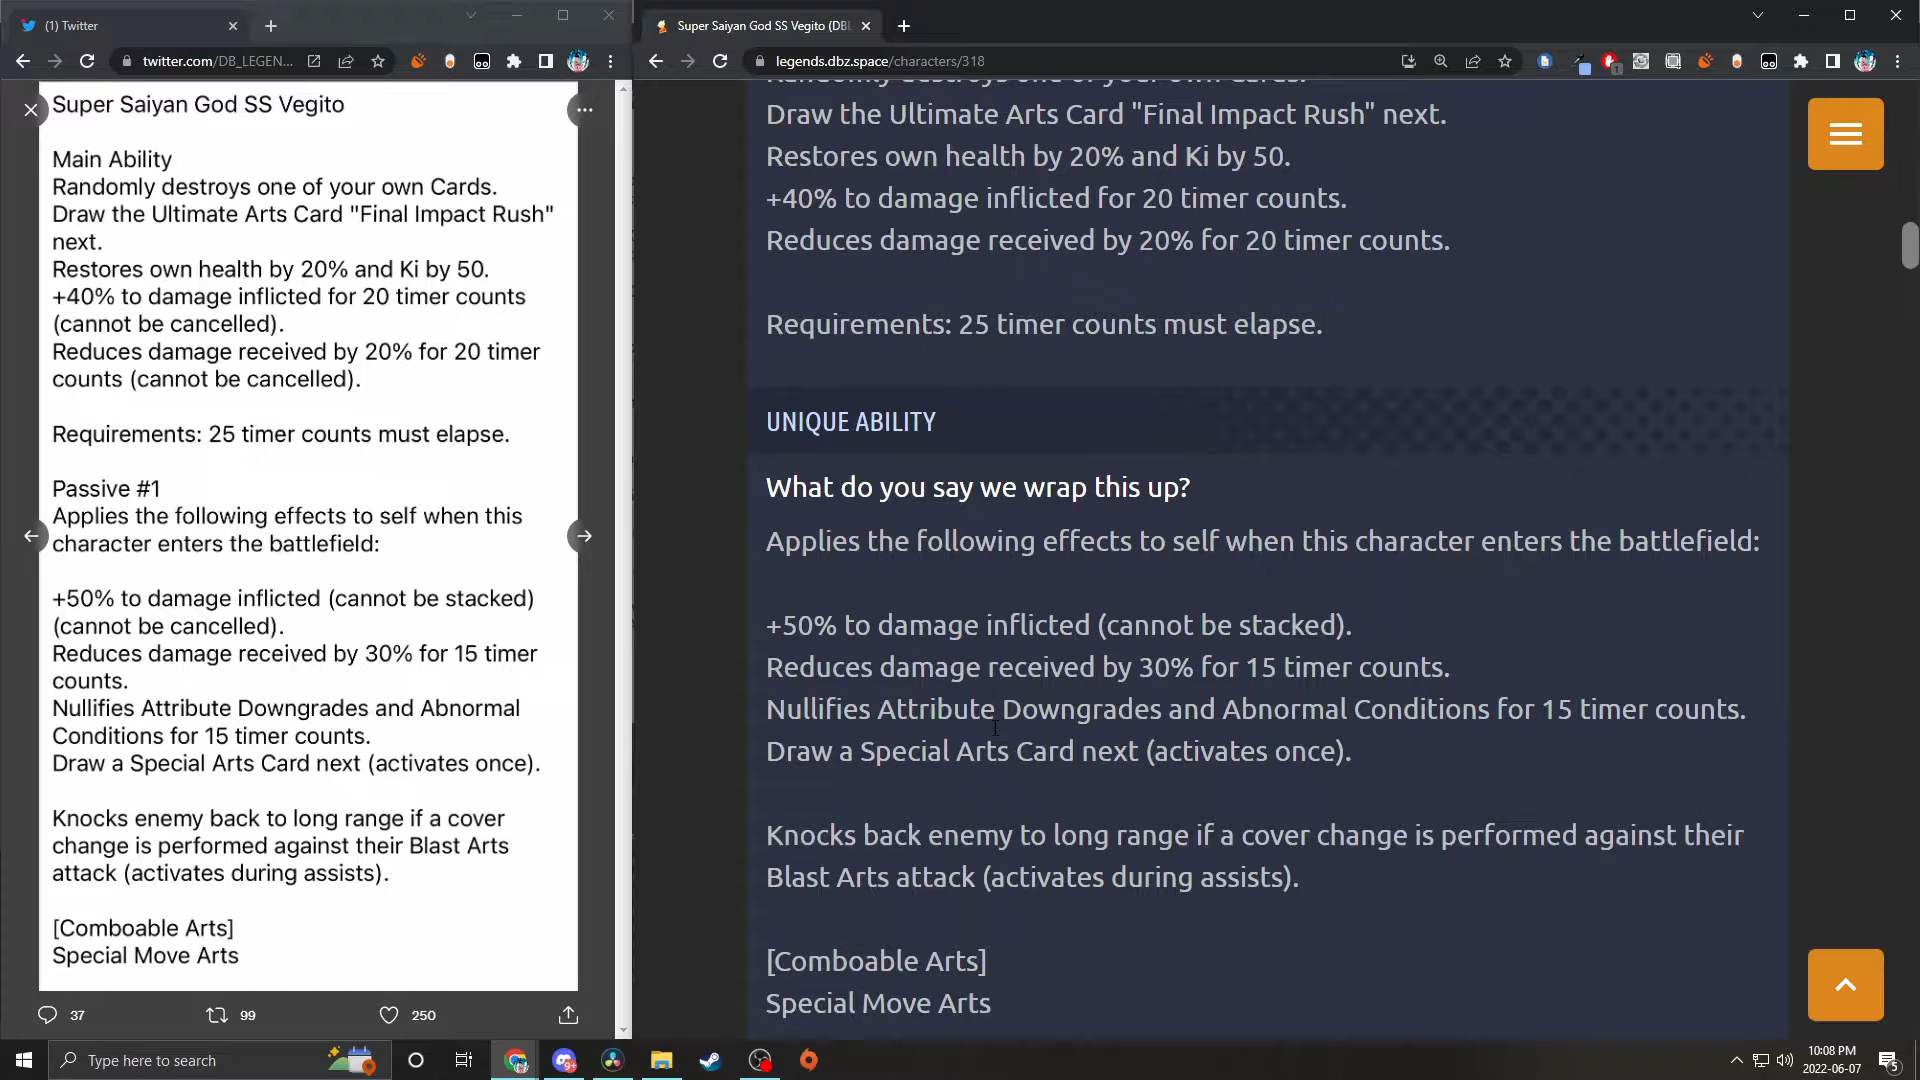 (1) Twitter
Super Saiyan God SS Vegito (DBL
twitter.com/DB_LEGEN...
legends.dbz.space/characters/318
Super Saiyan God SS Vegito
Main Ability
Randomly destroys one of your own Cards.
Draw the Ultimate Arts Card "Final Impact Rush"
next.
Restores own health by 20% and Ki by 50.
+40% to damage inflicted for 20 timer counts
(cannot be cancelled).
Reduces damage received by 20% for 20 timer
counts (cannot be cancelled).
Requirements: 25 timer counts must elapse.
Passive #1
Applies the following effects to self when this
character enters the battlefield:
+50% to damage inflicted (cannot be stacked)
(cannot be cancelled).
Reduces damage received by 30% for 15 timer
counts.
Nullifies Attribute Downgrades and Abnormal
Conditions for 15 timer counts.
Draw a Special Arts Card next (activates once).
Knocks enemy back to long range if a cover
change is performed against their Blast Arts
attack (activates during assists).
[Comboable Arts]
Special Move Arts
37 99 250
Randomly destroys one of your own Cards.
Draw the Ultimate Arts Card "Final Impact Rush" next.
Restores own health by 20% and Ki by 50.
+40% to damage inflicted for 20 timer counts.
Reduces damage received by 20% for 20 timer counts.
Requirements: 25 timer counts must elapse.
UNIQUE ABILITY
What do you say we wrap this up?
Applies the following effects to self when this character enters the battlefield:
+50% to damage inflicted (cannot be stacked).
Reduces damage received by 30% for 15 timer counts.
Nullifies Attribute Downgrades and Abnormal Conditions for 15 timer counts.
Draw a Special Arts Card next (activates once).
Knocks back enemy to long range if a cover change is performed against their
Blast Arts attack (activates during assists).
[Comboable Arts]
Special Move Arts
Type here to search
10:08 PM
2022-06-07
5